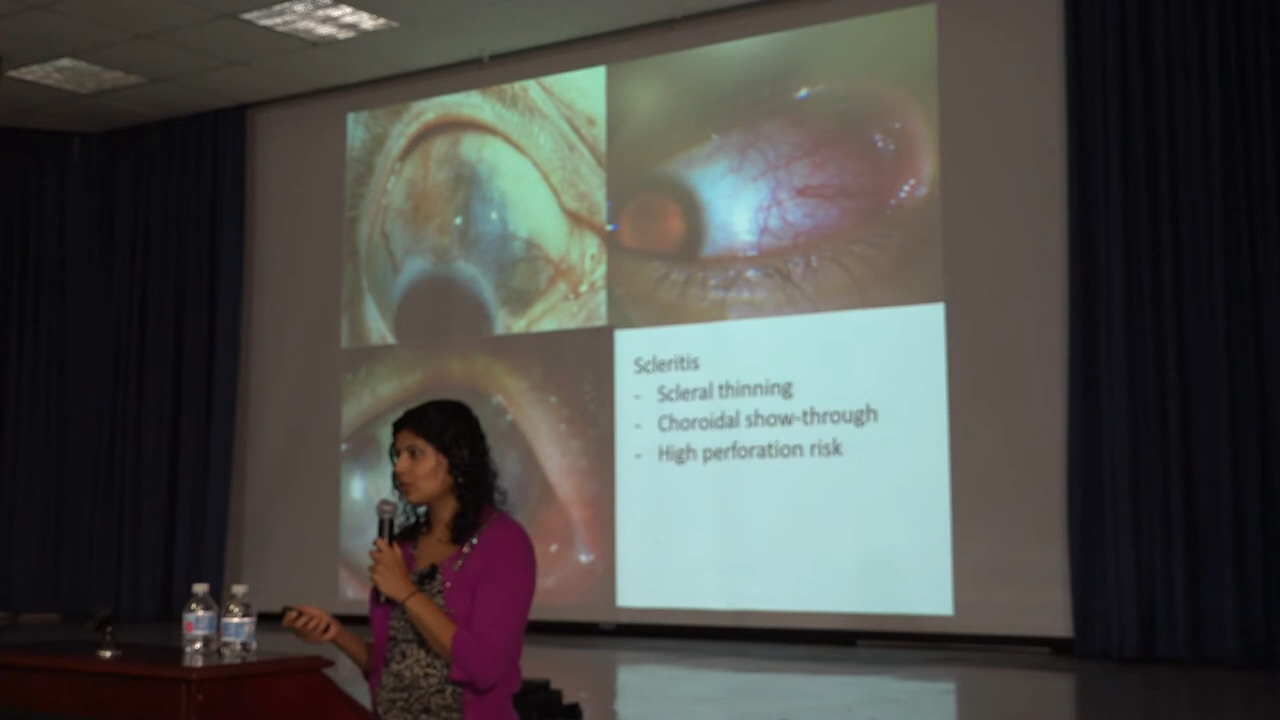 Scleritis
- Scleral thinning
- Choroidal show-through
- High perforation risk